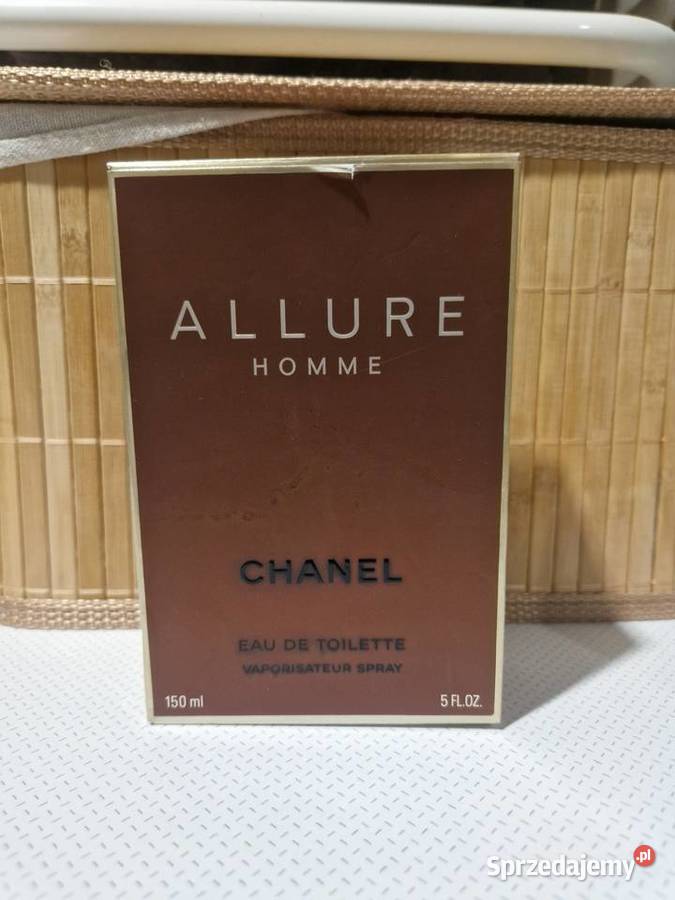 ALLURE
HOMME
CHANEL
EAU DE TOILETTE
VAPORISATEUR SPRAY
150 ml 5 FL.OZ.
Sprzedajemy.pl